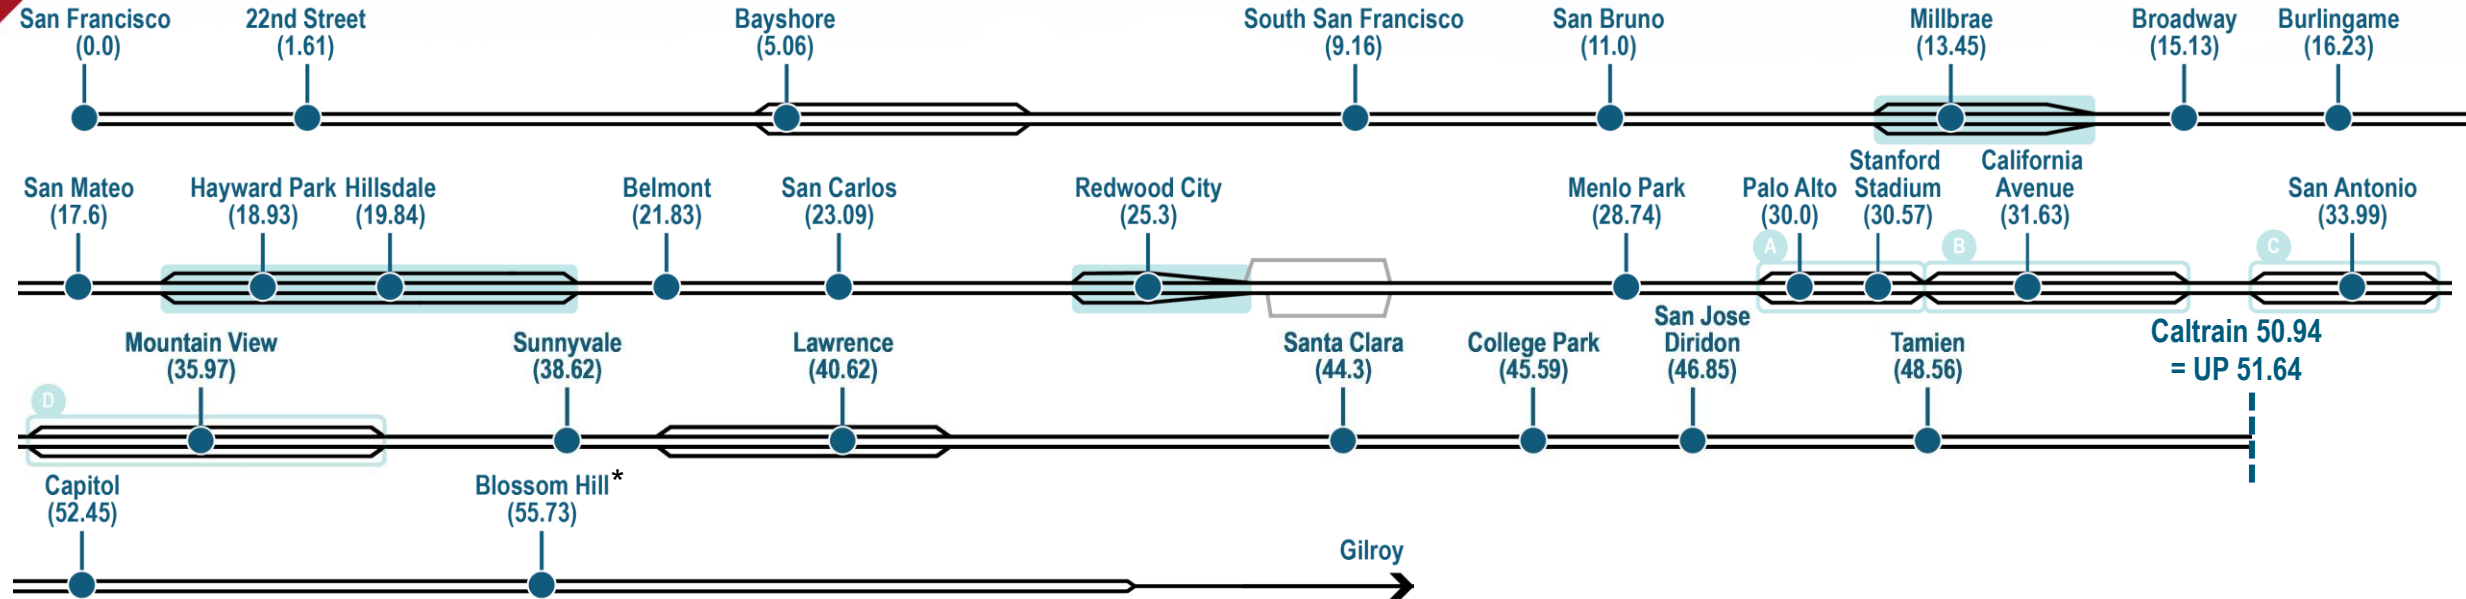 San Francisco
(0.0)
22nd Street
(1.61)
Bayshore
(5.06)
South San Francisco
(9.16)
San Bruno
(11.0)
Millbrae
(13.45)
Broadway
(15.13)
Burlingame
(16.23)
San Mateo
(17.6)
Hayward Park
(18.93)
Hillsdale
(19.84)
Belmont
(21.83)
San Carlos
(23.09)
Redwood City
(25.3)
Menlo Park
(28.74)
Palo Alto
(30.0)
Stanford
Stadium
(30.57)
California
Avenue
(31.63)
San Antonio
(33.99)
A
B
C
Mountain View
(35.97)
Sunnyvale
(38.62)
Lawrence
(40.62)
Santa Clara
(44.3)
College Park
(45.59)
San Jose
Diridon
(46.85)
Tamien
(48.56)
Caltrain 50.94
= UP 51.64
D
Capitol
(52.45)
Blossom Hill*
(55.73)
Gilroy